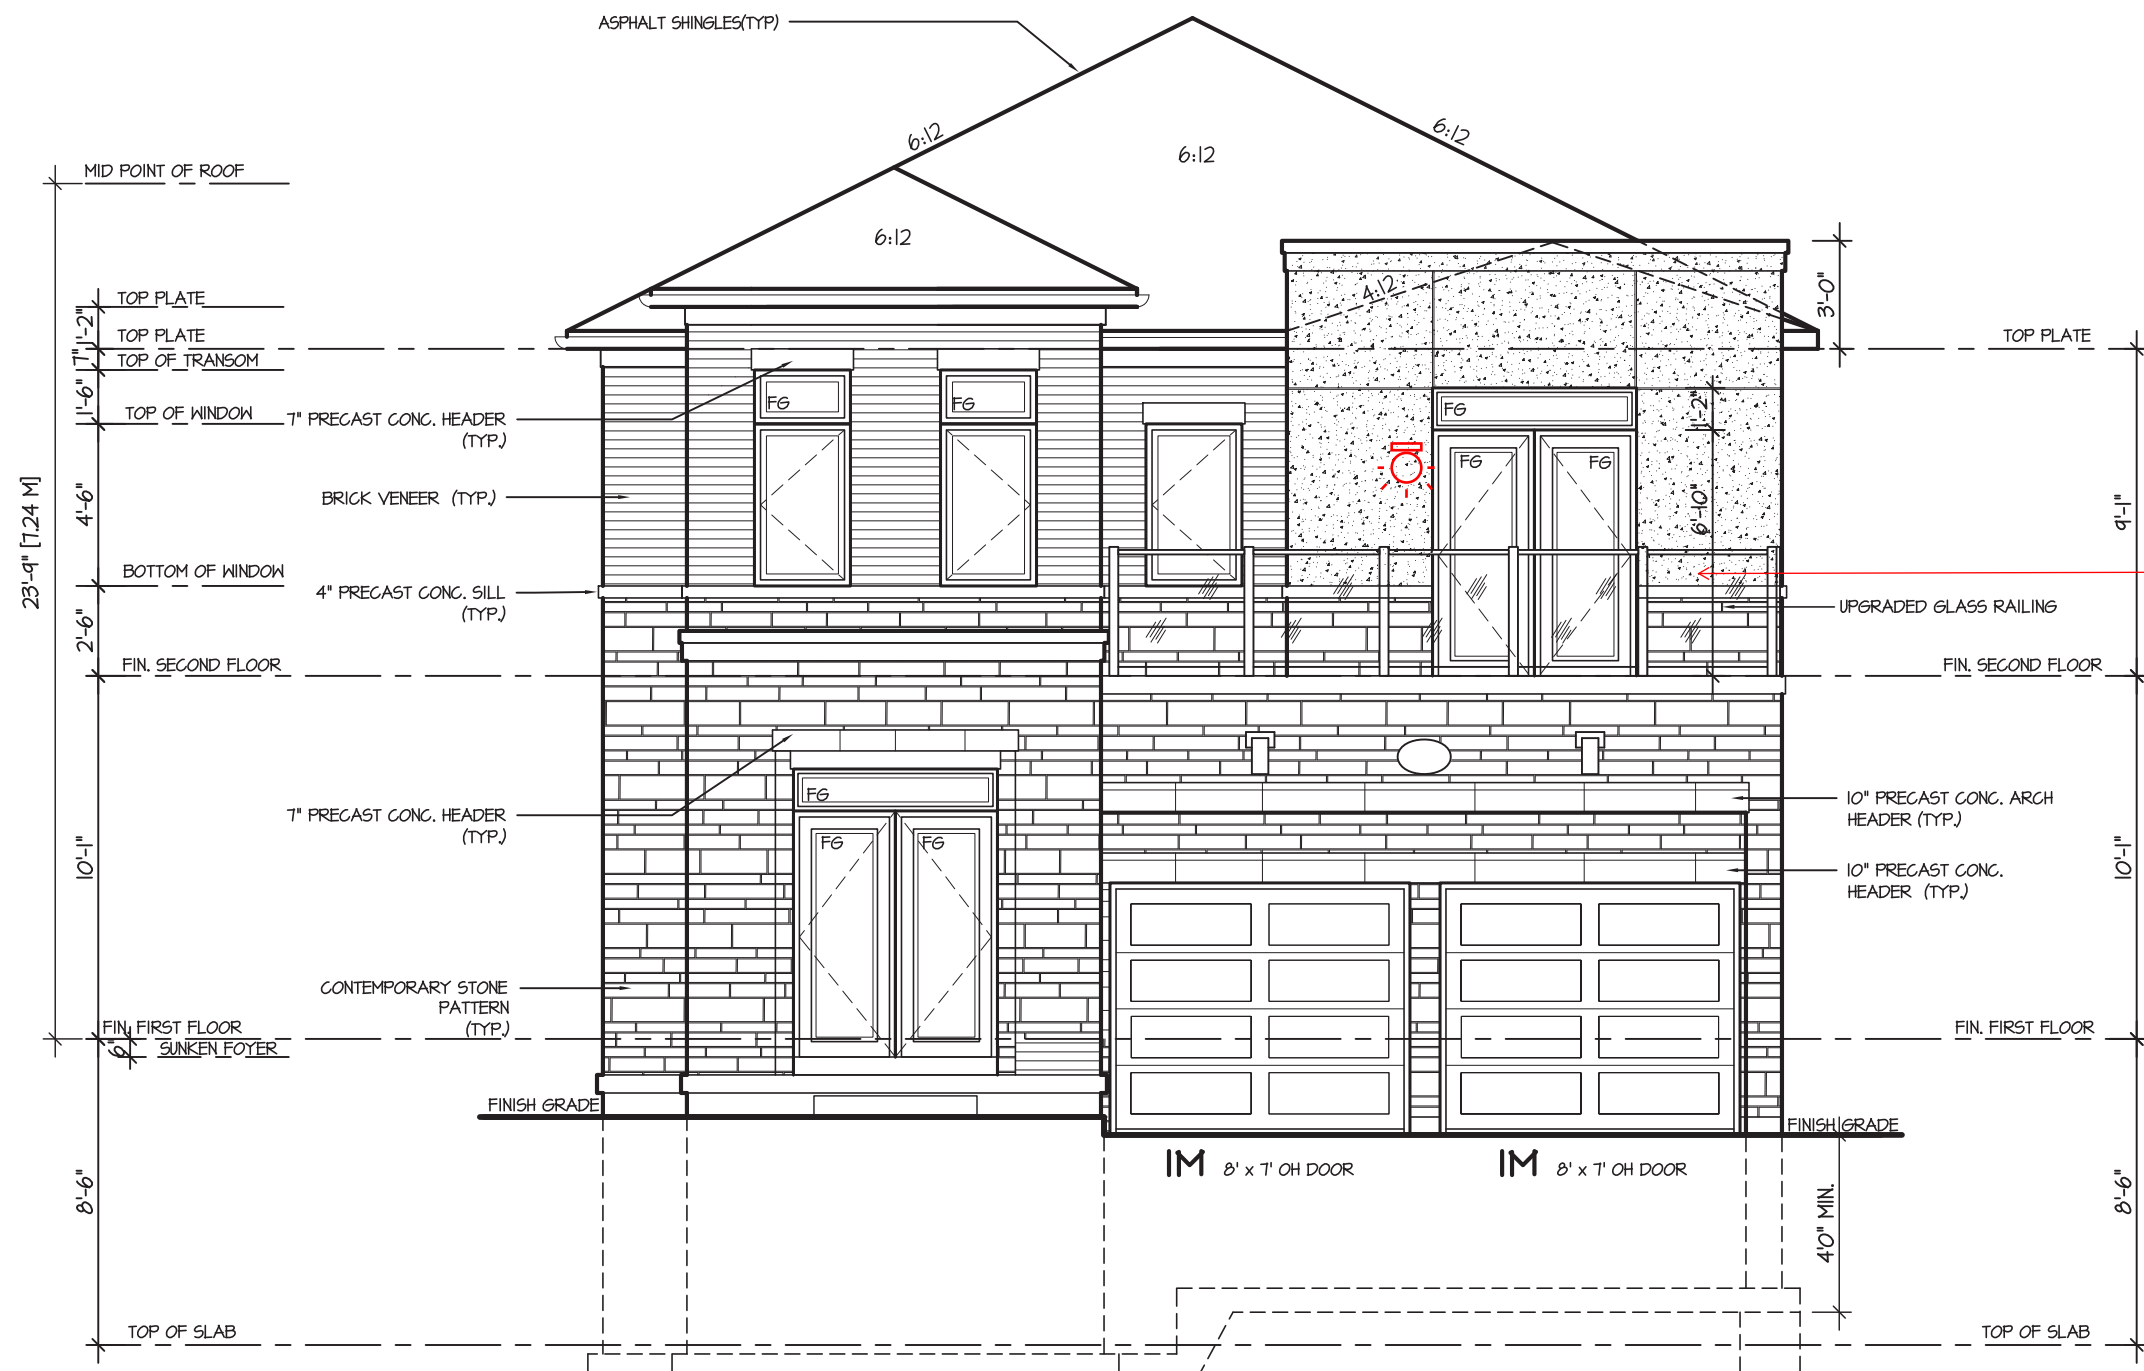 ASPHALT SHINGLES(TYP)
6:12
6:12
6:12
6:12
4:12
MID POINT OF ROOF
TOP PLATE
TOP PLATE
TOP OF TRANSOM
TOP OF WINDOW
BOTTOM OF WINDOW
FIN. SECOND FLOOR
FIN. FIRST FLOOR
SUNKEN FOYER
TOP OF SLAB
23'-9" [7.24 M]
1'-2"
7"
1'-6"
4'-6"
2'-6"
10'-1"
6"
8'-6"
7" PRECAST CONC. HEADER
(TYP.)
BRICK VENEER (TYP.)
4" PRECAST CONC. SILL
(TYP.)
7" PRECAST CONC. HEADER
(TYP.)
CONTEMPORARY STONE
PATTERN
(TYP.)
FINISH GRADE
FG
FG
FG
FG
FG
FG
FG
FG
1'-2"
6'-10"
3'-0"
TOP PLATE
9'-1"
UPGRADED GLASS RAILING
FIN. SECOND FLOOR
10" PRECAST CONC. ARCH
HEADER (TYP.)
10" PRECAST CONC.
HEADER (TYP.)
10'-1"
FIN. FIRST FLOOR
FINISH GRADE
1M 8' x 7' OH DOOR
1M 8' x 7' OH DOOR
4'0" MIN.
8'-6"
TOP OF SLAB